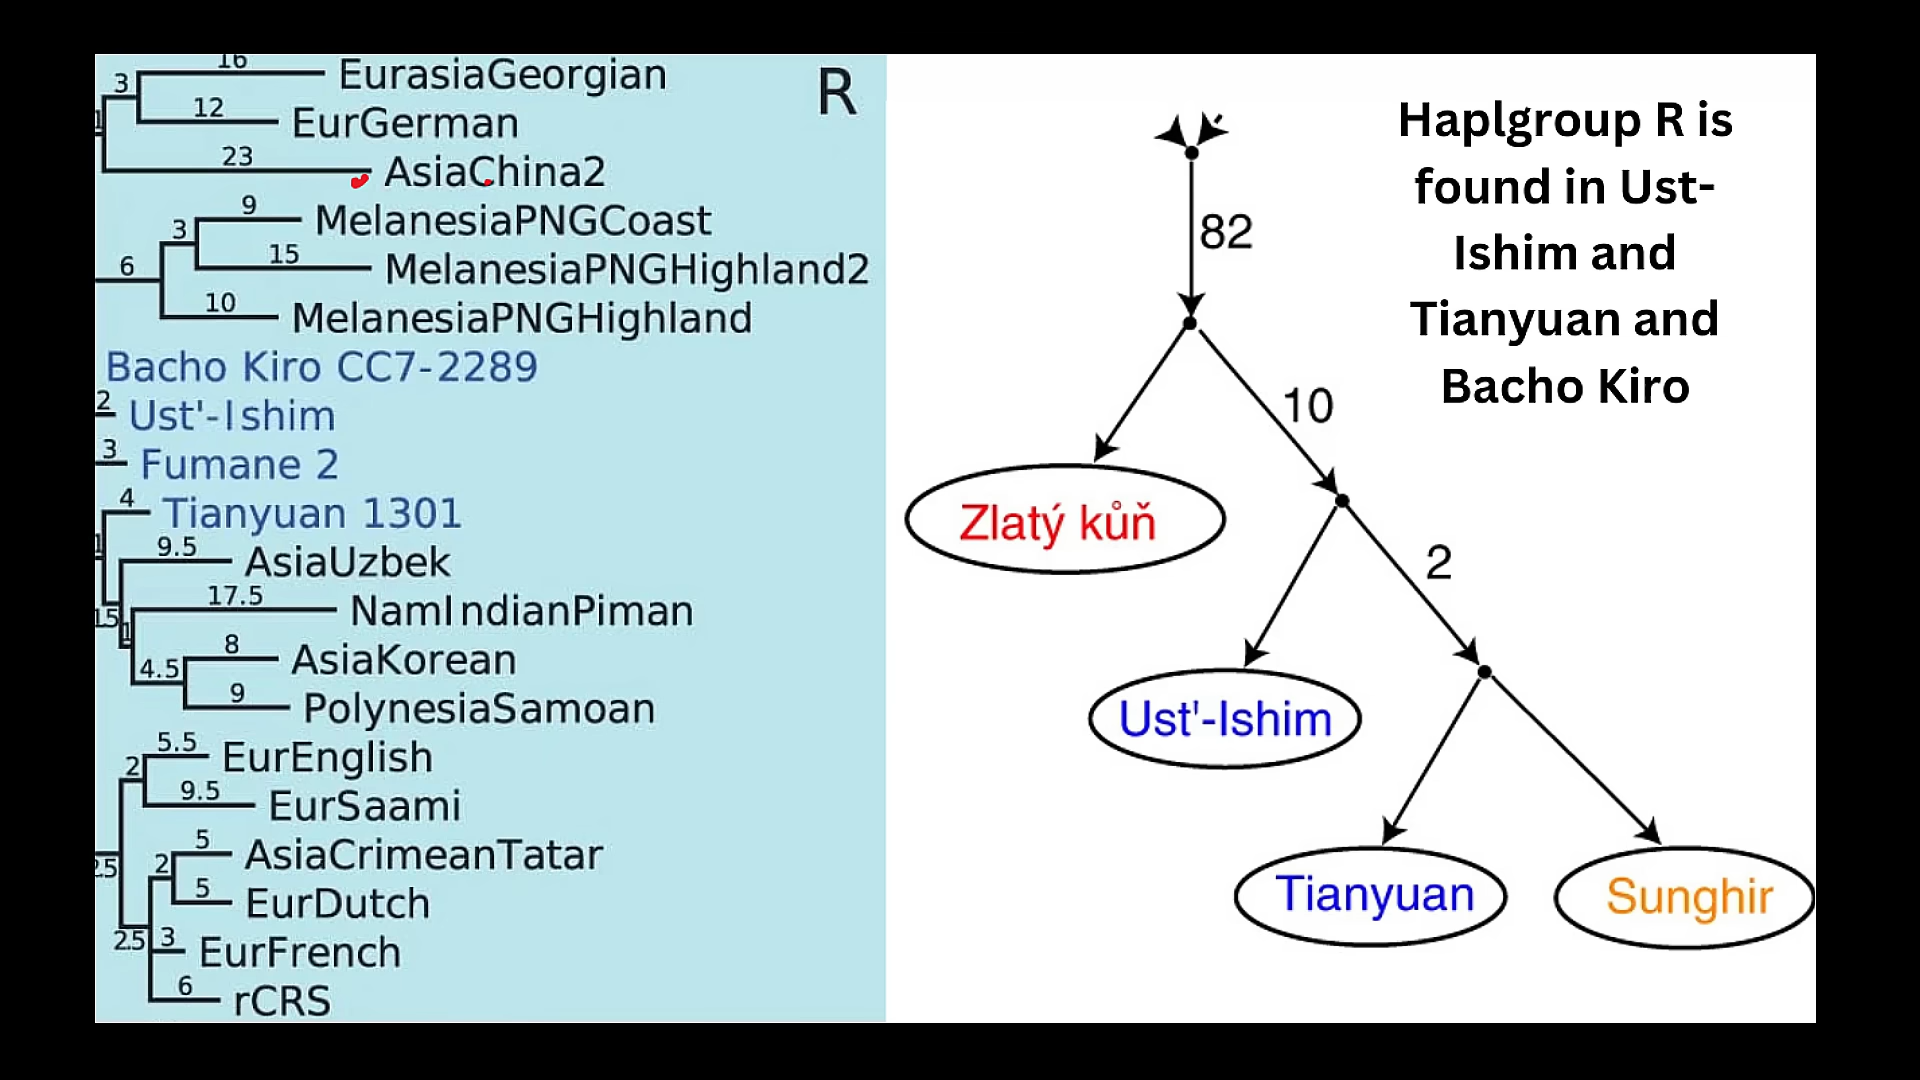 16
EurasiaGeorgian
R
3
12
EurGerman
1
23
AsiaChina2
9
MelanesiaPNGCoast
3
15
MelanesiaPNGHighland2
6
10
MelanesiaPNGHighland
Bacho Kiro CC7-2289
2
Ust'-Ishim
3
Fumane 2
4
Tianyuan 1301
1
9.5
AsiaUzbek
17.5
NamIndianPiman
1
8
AsiaKorean
4.5
9
PolynesiaSamoan
5.5
EurEnglish
2
9.5
EurSaami
5
AsiaCrimeanTatar
2
5
EurDutch
25
3
EurFrench
6
rCRS
Haplgroup R is
found in Ust-
Ishim and
Tianyuan and
Bacho Kiro
82
10
Zlatý kůň
2
Ust'-Ishim
Tianyuan
Sunghir